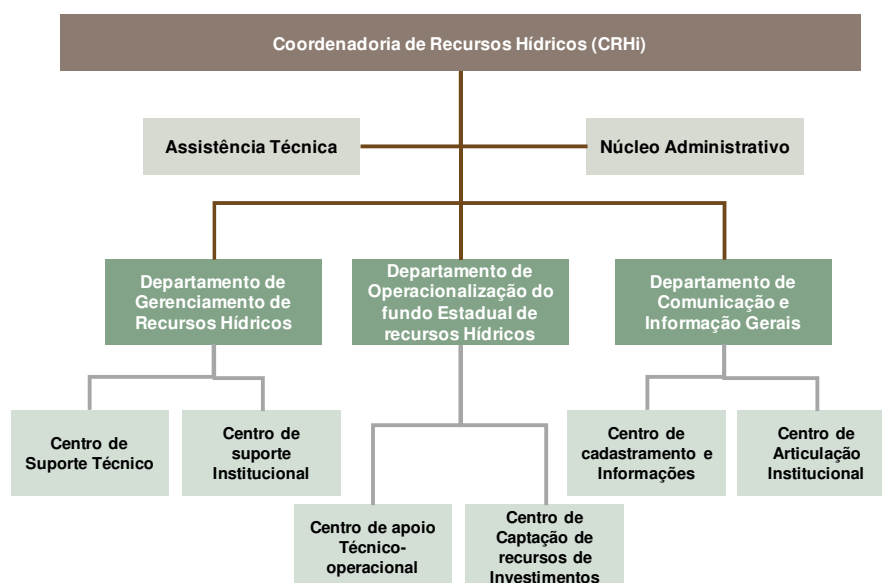 Coordenadoria de Recursos Hídricos (CRHi)
Assistência Técnica
Núcleo Administrativo
Departamento de
Gerenciamento de
Recursos Hídricos
Departamento de
Operacionalização do
fundo Estadual de
recursos Hídricos
Departamento de
Comunicação e
Informação Gerais
Centro de
Suporte Técnico
Centro de
suporte
Institucional
Centro de apoio
Técnico-
operacional
Centro de
Captação de
recursos de
Investimentos
Centro de
cadastramento e
Informações
Centro de
Articulação
Institucional